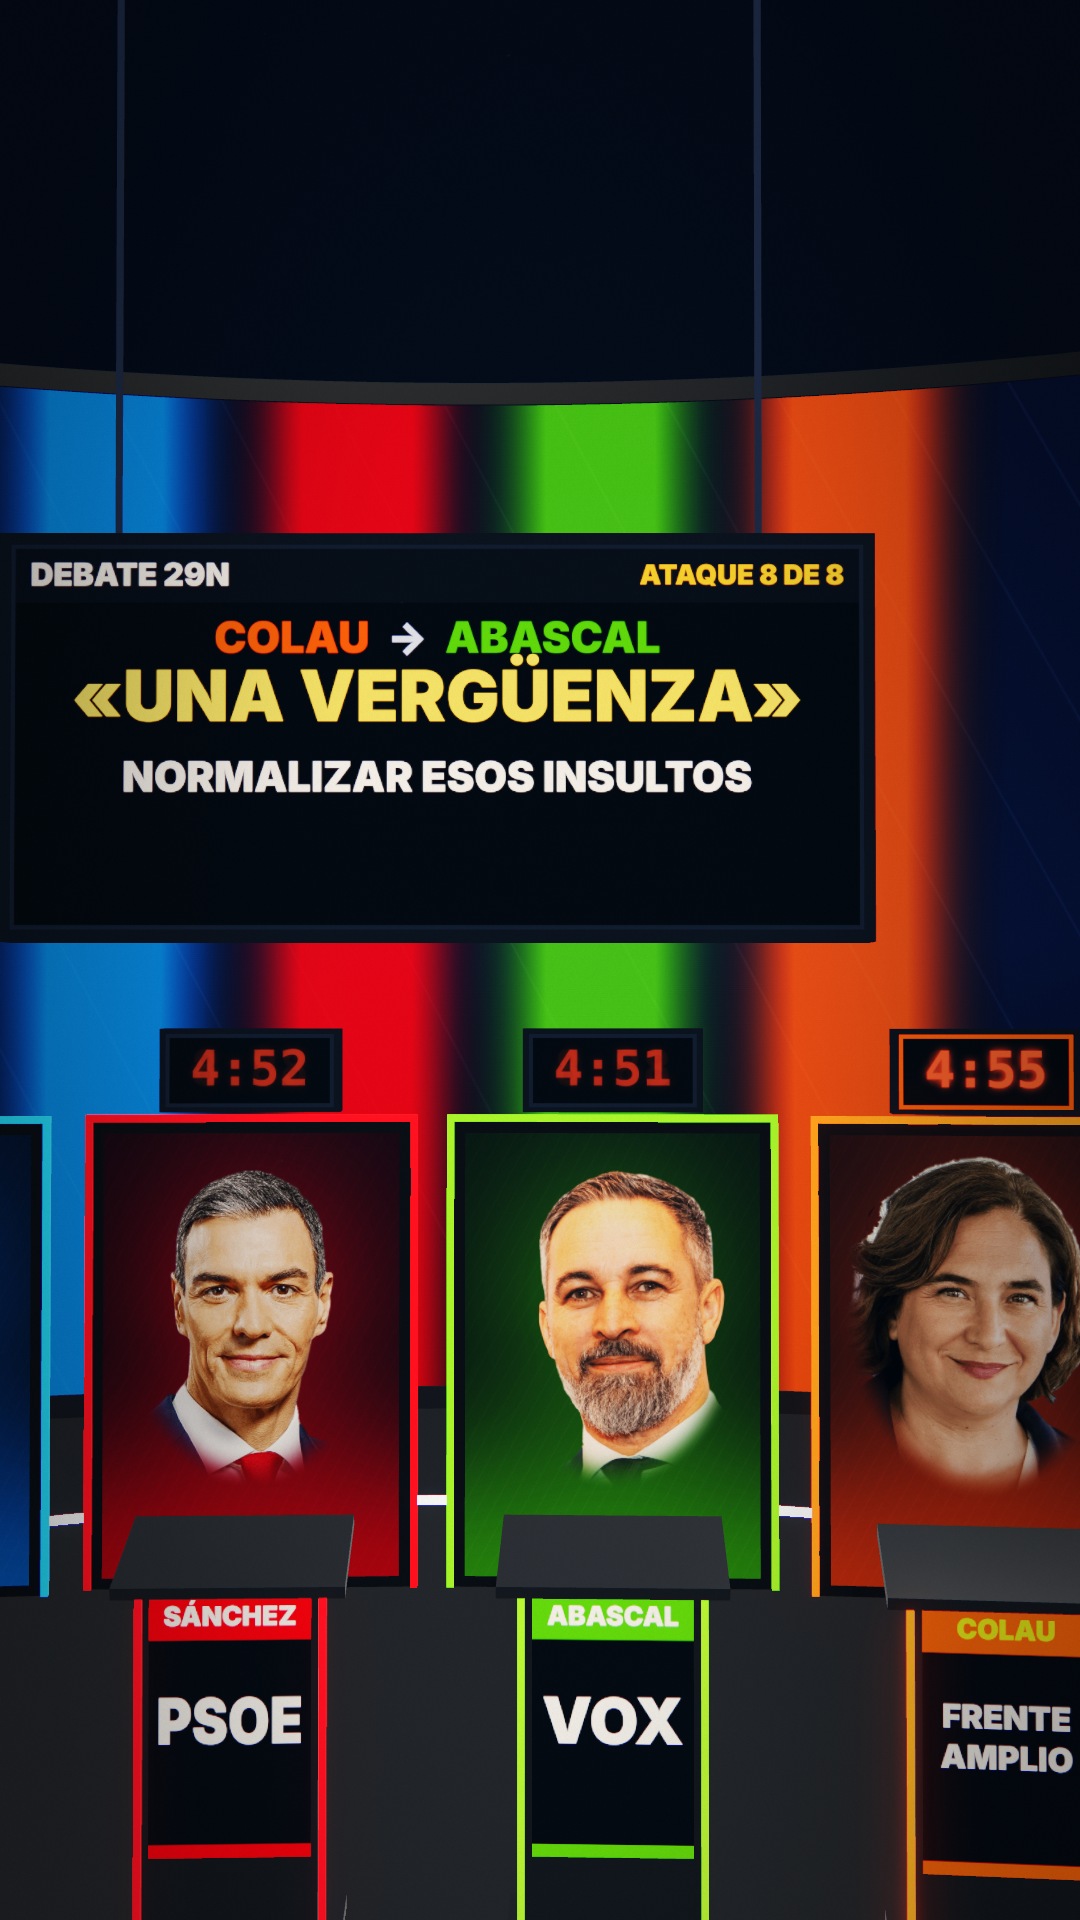 DEBATE 29N
ATAQUE 8 DE 8
COLAU → ABASCAL
«UNA VERGÜENZA»
NORMALIZAR ESOS INSULTOS
4:52
4:51
4:55
SÁNCHEZ
PSOE
ABASCAL
VOX
COLAU
FRENTE
AMPLIO